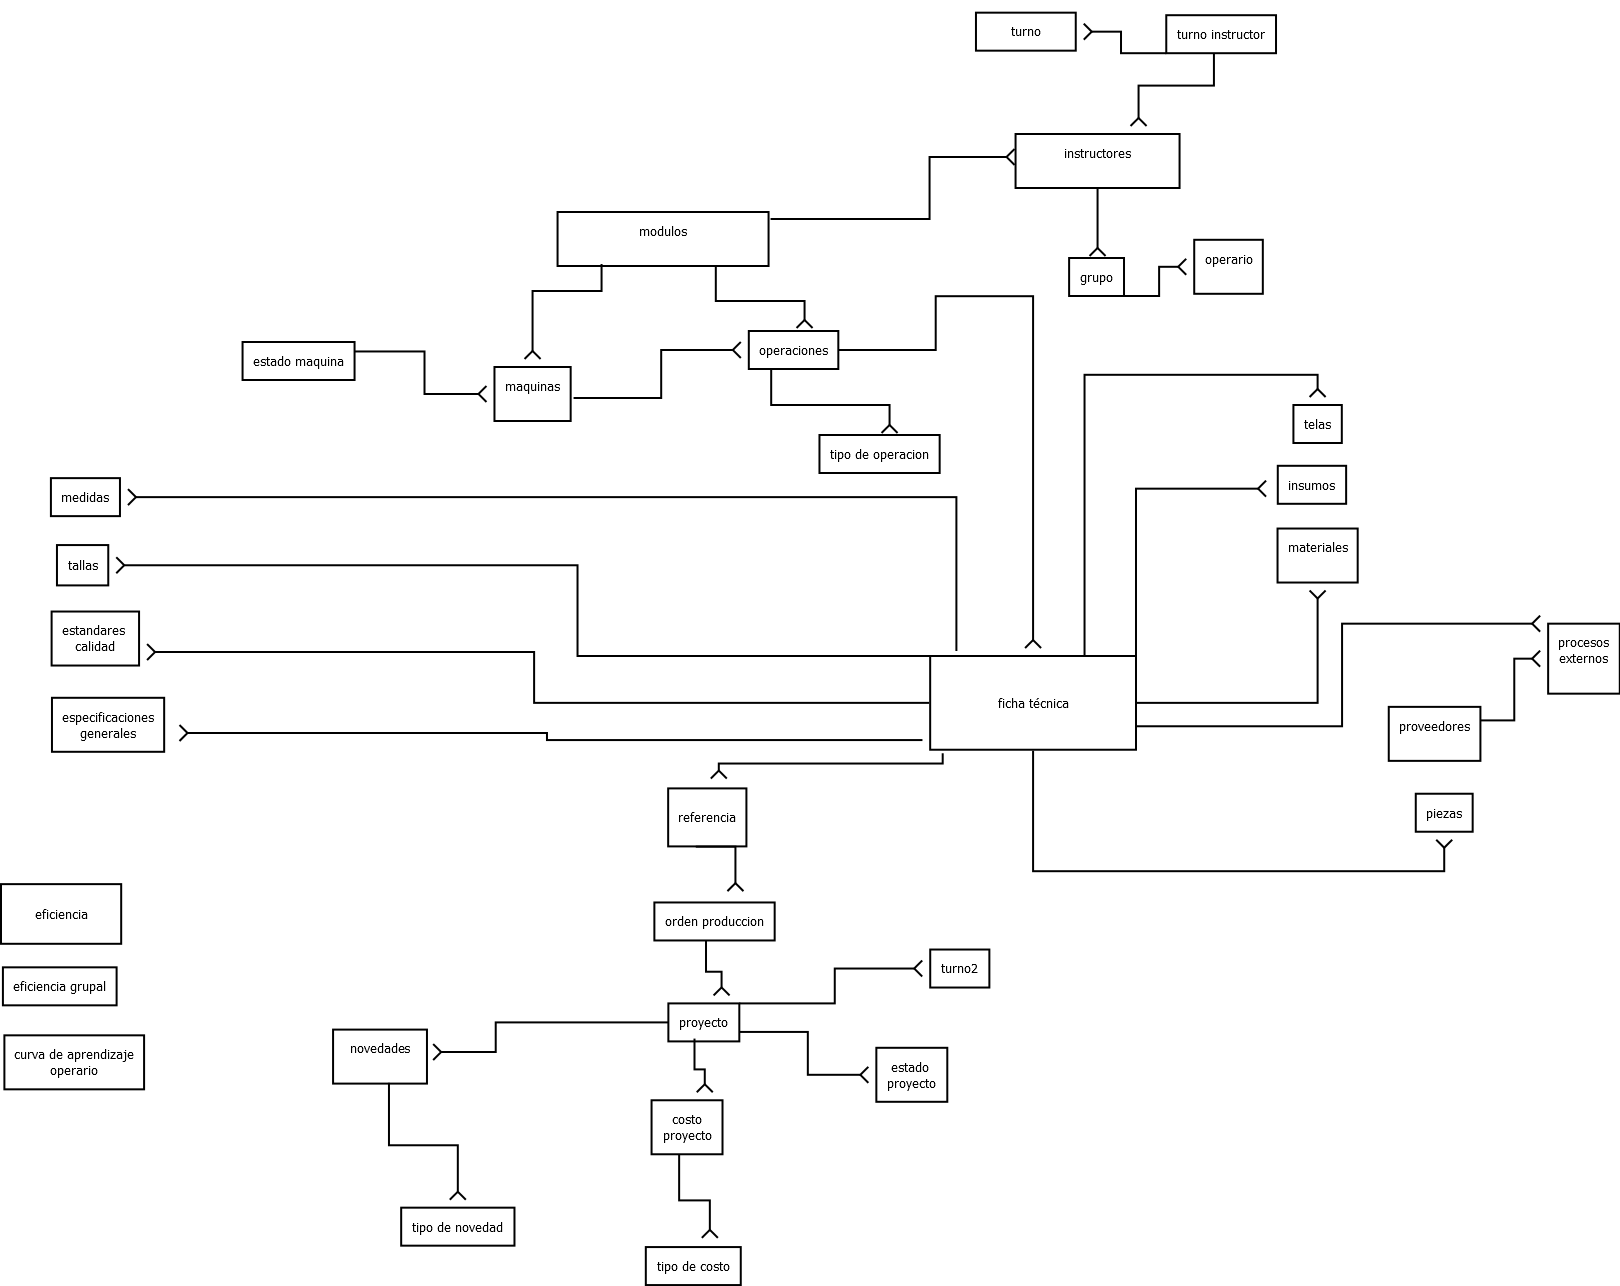 turno
turno instructor
instructores
modulos
operario
grupo
operaciones
estado maquina
maquinas
telas
tipo de operacion
insumos
medidas
materiales
tallas
estandares
calidad
procesos
externos
especificaciones
generales
ficha técnica
proveedores
referencia
piezas
eficiencia
orden produccion
turno2
eficiencia grupal
proyecto
novedades
curva de aprendizaje
operario
estado
proyecto
costo
proyecto
tipo de novedad
tipo de costo